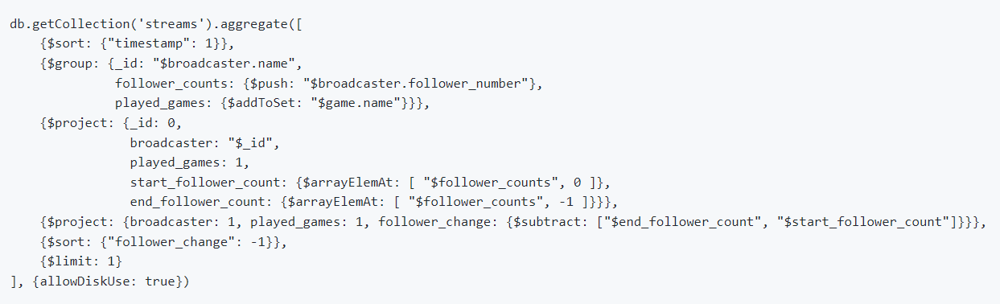 db.getCollection('streams').aggregate([
    {$sort: {"timestamp": 1}},
    {$group: {_id: "$broadcaster.name",
              follower_counts: {$push: "$broadcaster.follower_number"},
              played_games: {$addToSet: "$game.name"}}},
    {$project: {_id: 0,
                broadcaster: "$_id",
                played_games: 1,
                start_follower_count: {$arrayElemAt: [ "$follower_counts", 0 ]},
                end_follower_count: {$arrayElemAt: [ "$follower_counts", -1 ]}}},
    {$project: {broadcaster: 1, played_games: 1, follower_change: {$subtract: ["$end_follower_count", "$start_follower_count"]}}},
    {$sort: {"follower_change": -1}},
    {$limit: 1}
], {allowDiskUse: true})